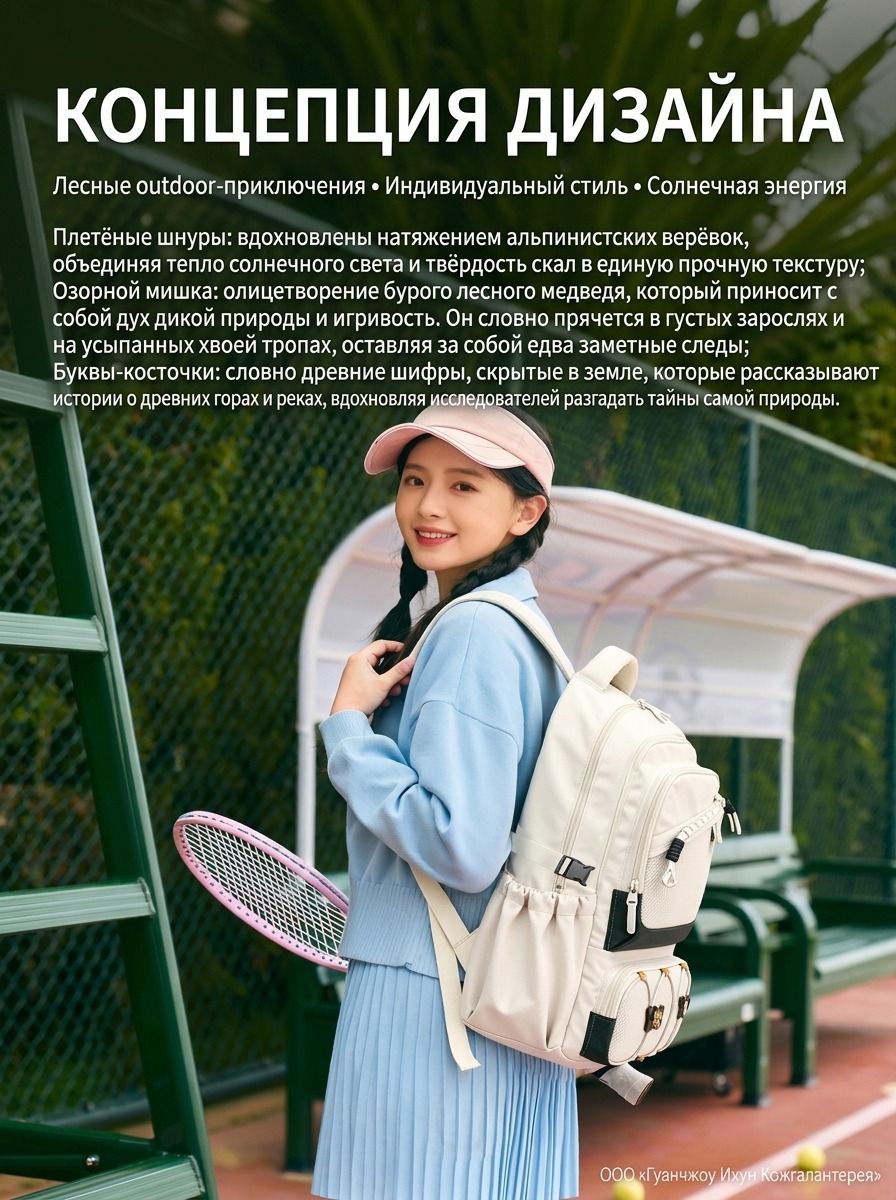 КОНЦЕПЦИЯ ДИЗАЙНА
Лесные outdoor-приключения • Индивидуальный стиль • Солнечная энергия
Плетёные шнуры: вдохновлены натяжением альпинистских верёвок,
объединяя тепло солнечного света и твёрдость скал в единую прочную текстуру;
Озорной мишка: олицетворение бурого лесного медведя, который приносит с
собой дух дикой природы и игривость. Он словно прячется в густых зарослях и
на усыпанных хвоей тропах, оставляя за собой едва заметные следы;
Буквы-косточки: словно древние шифры, скрытые в земле, которые рассказывают
истории о древних горах и реках, вдохновляя исследователей разгадать тайны самой природы.
ООО «Гуанчжоу Ихун Кожгалантерея»